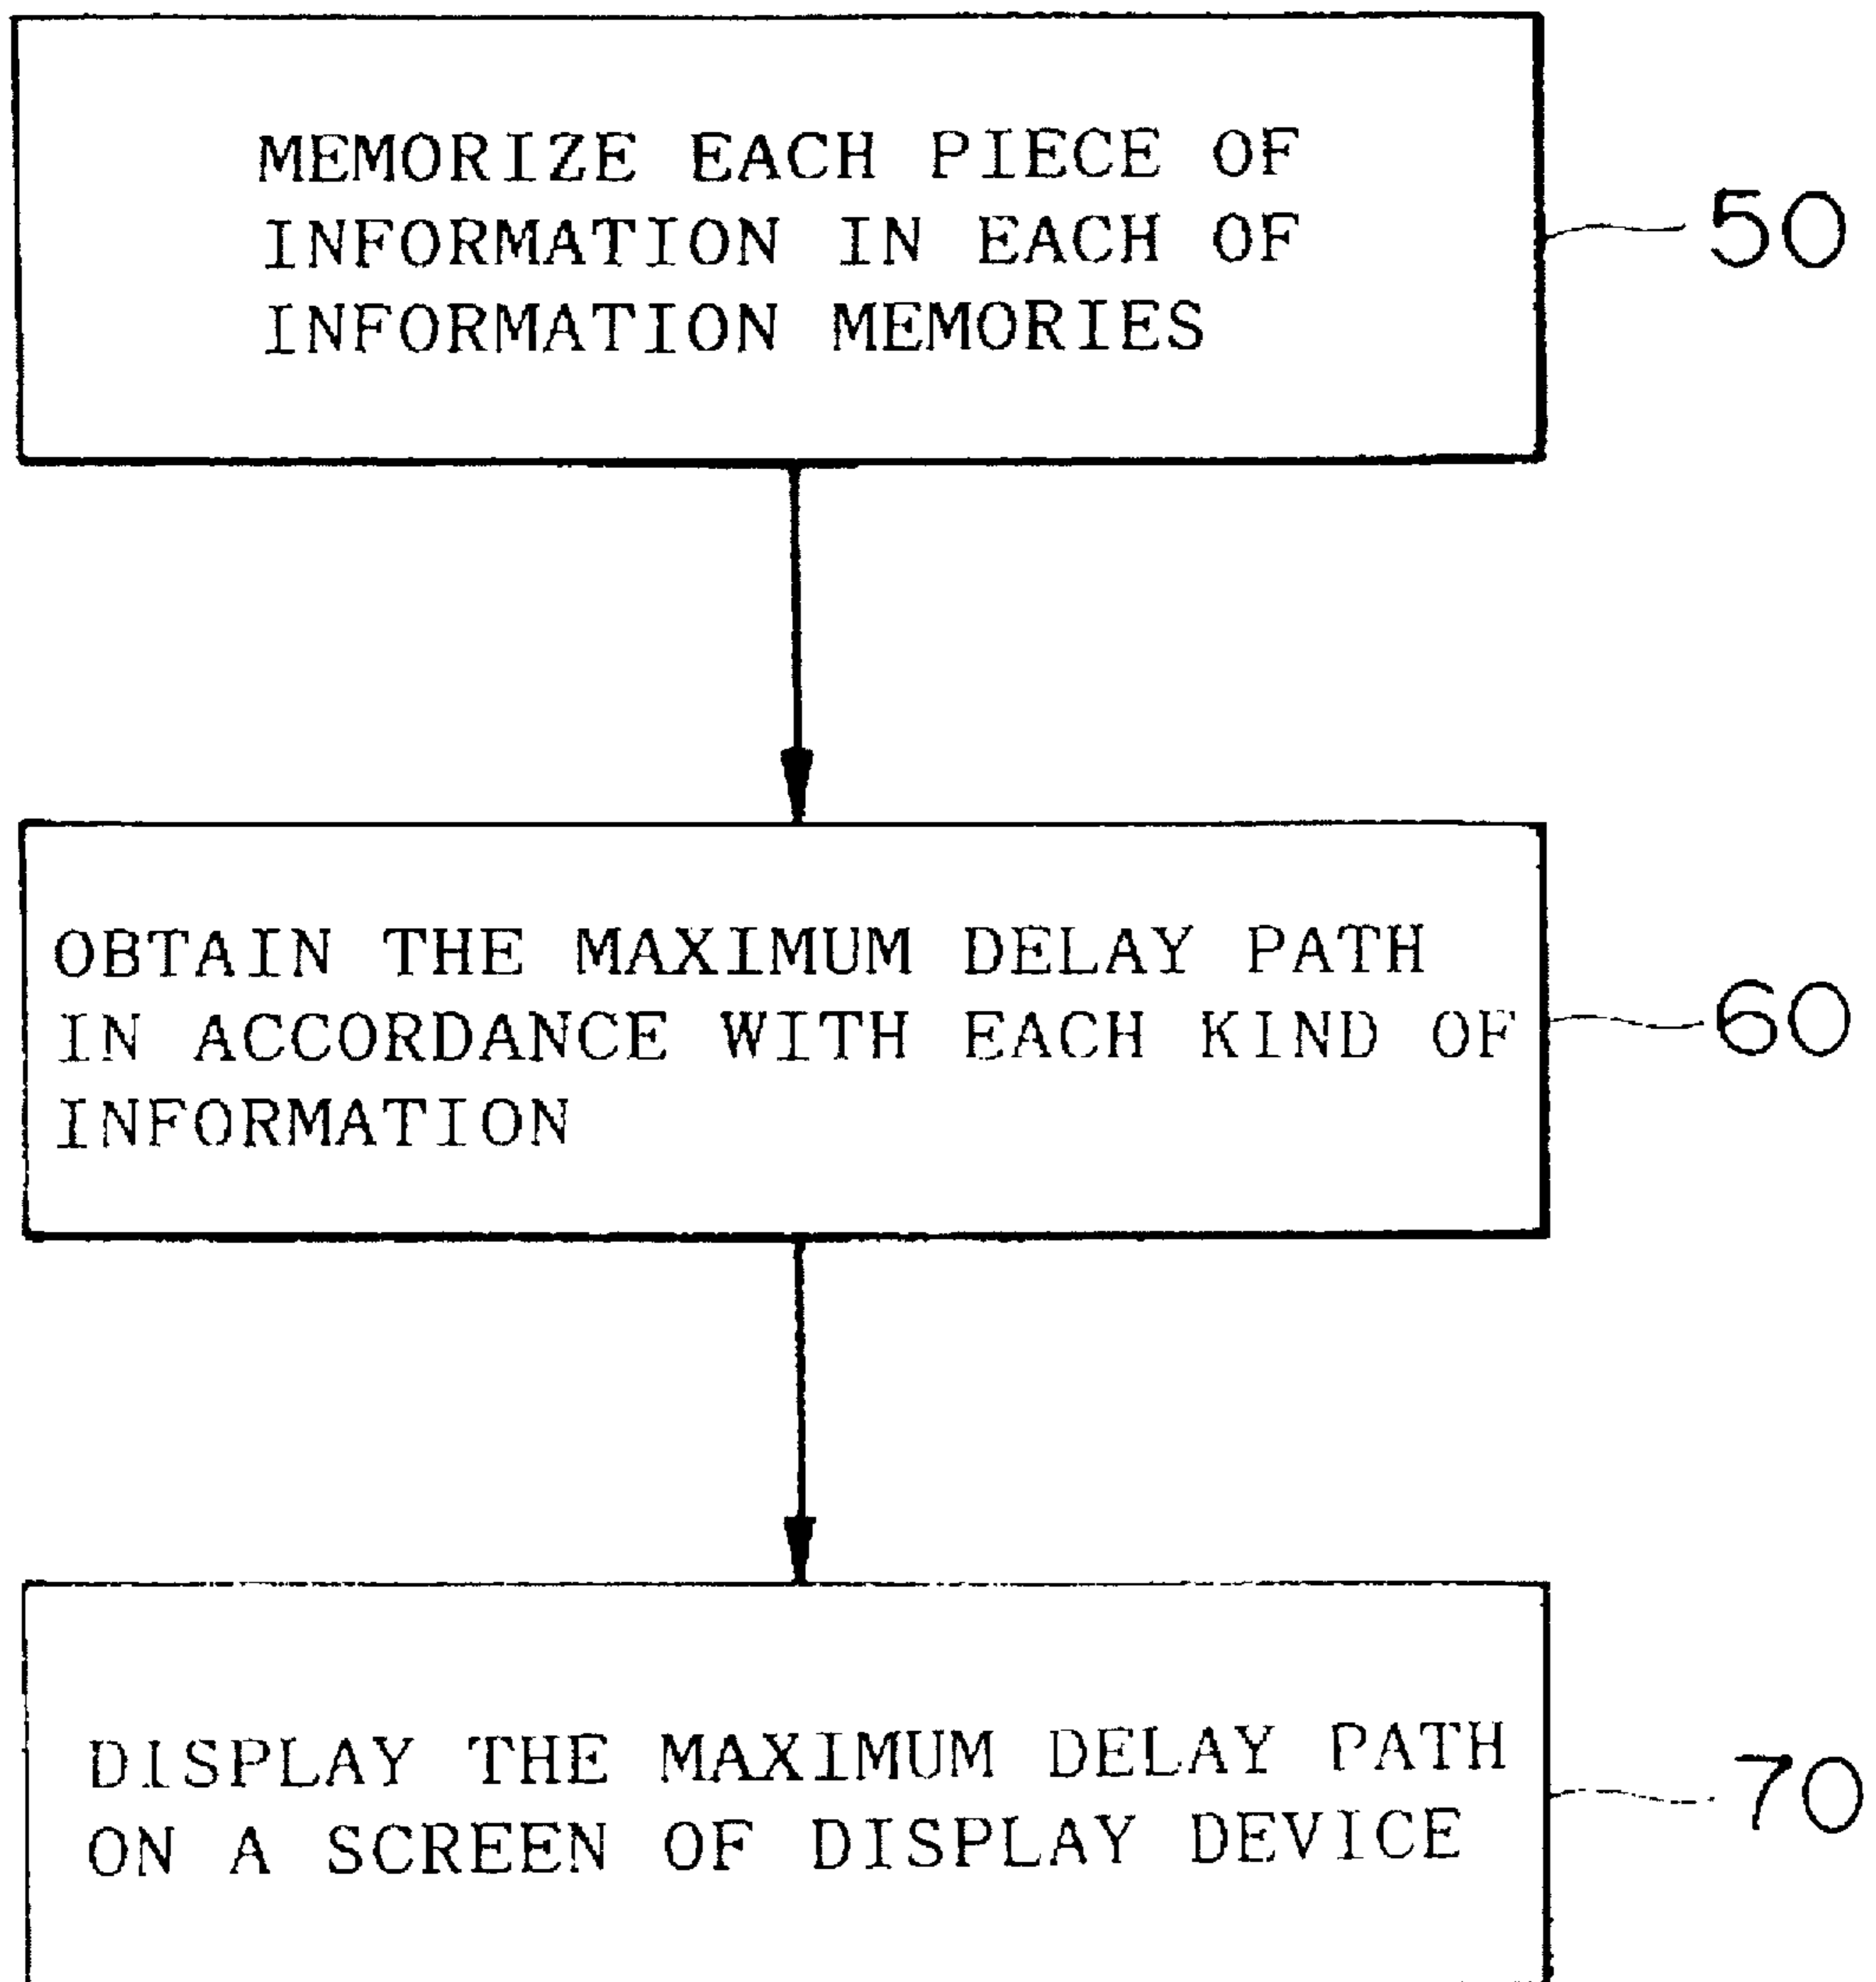 MEMORIZE EACH PIECE OF
INFORMATION IN EACH OF
INFORMATION MEMORIES
50
OBTAIN THE MAXIMUM DELAY PATH
IN ACCORDANCE WITH EACH KIND OF
INFORMATION
60
DISPLAY THE MAXIMUM DELAY PATH
ON A SCREEN OF DISPLAY DEVICE
70